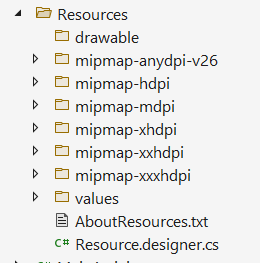 Resources
drawable
mipmap-anydpi-v26
mipmap-hdpi
mipmap-mdpi
mipmap-xhdpi
mipmap-xxhdpi
mipmap-xxxhdpi
values
AboutResources.txt
C# Resource.designer.cs